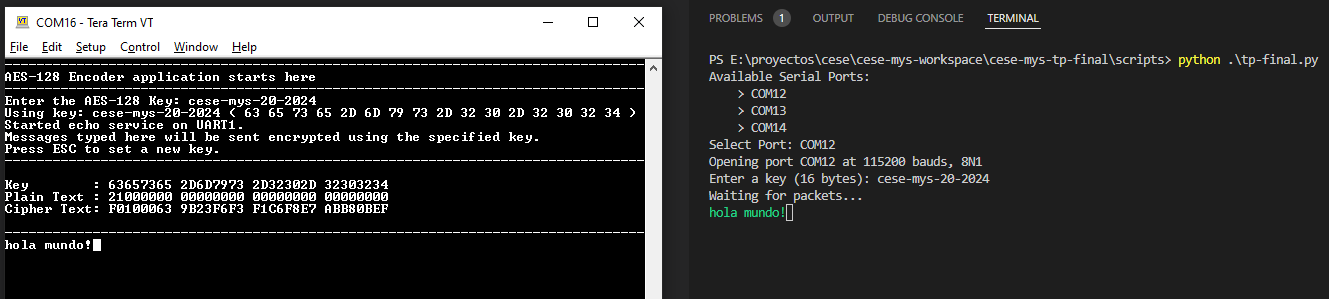 COM16 - Tera Term VT
File Edit Setup Control Window Help
AES-128 Encoder application starts here
Enter the AES-128 Key: cese-mys-20-2024
Using key: cese-mys-20-2024 ( 63 65 73 65 2D 6D 79 73 2D 32 30 2D 32 30 32 34 )
Started echo service on UART1.
Messages typed here will be sent encrypted using the specified key.
Press ESC to set a new key.
Key : 63657365 2D6D7973 2D32302D 32303234
Plain Text : 21000000 00000000 00000000 00000000
Cipher Text: F0100063 9B23F6F3 F1C6F8E7 ABB80BEF
hola mundo!
PROBLEMS 1 OUTPUT DEBUG CONSOLE TERMINAL
PS E:\proyectos\cese\cese-mys-workspace\cese-mys-tp-final\scripts> python .\tp-final.py
Available Serial Ports:
> COM12
> COM13
> COM14
Select Port: COM12
Opening port COM12 at 115200 bauds, 8N1
Enter a key (16 bytes): cese-mys-20-2024
Waiting for packets...
hola mundo!